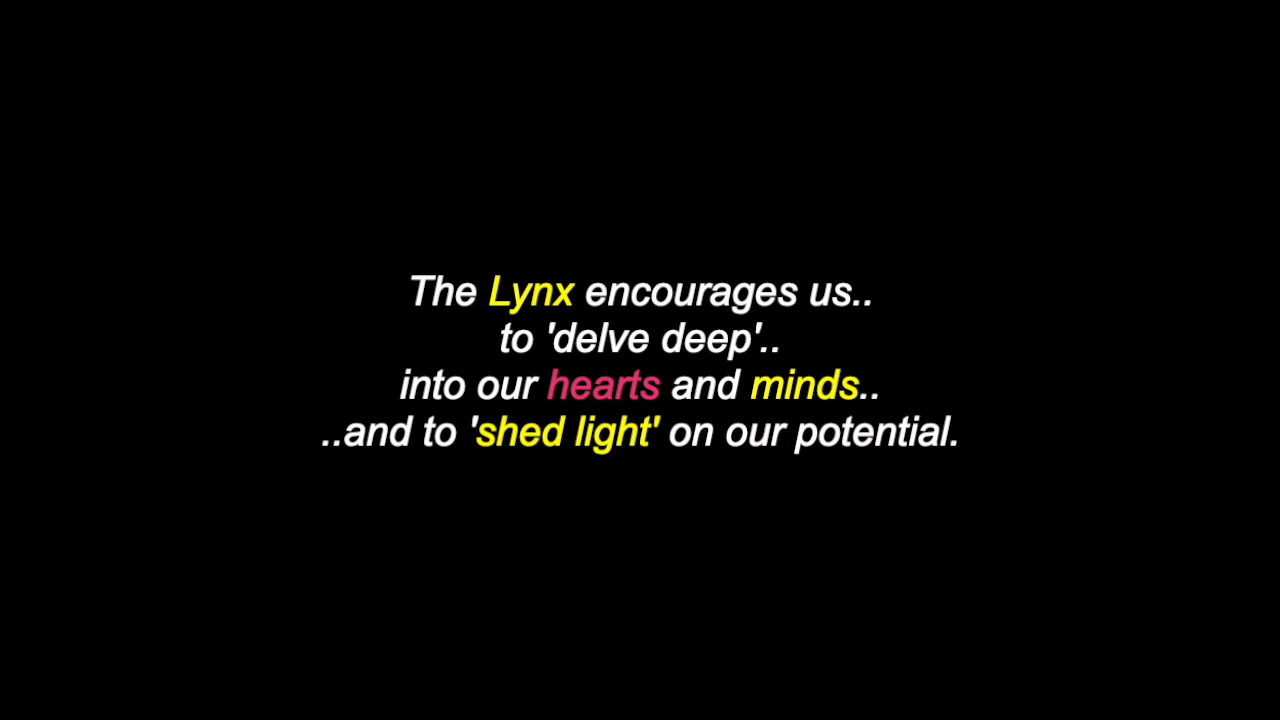 The Lynx encourages us..
to 'delve deep'..
into our hearts and minds..
..and to 'shed light' on our potential.